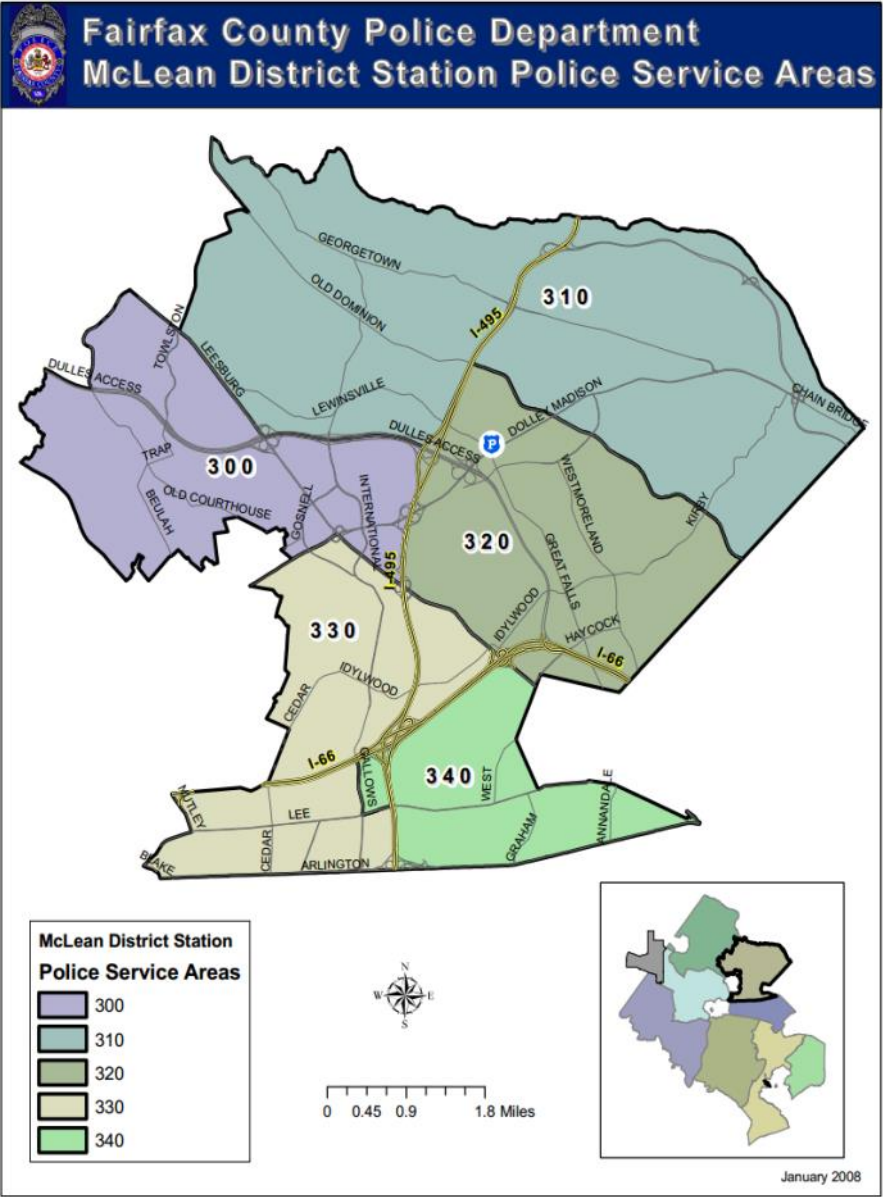 Fairfax County Police Department
McLean District Station Police Service Areas
POLICE
GEORGETOWN
OLD DOMINION
310
I-495
TOWLSTON
LEESBURG
DULLES ACCESS
LEWINSVILLE
DOLLEY MADISON
CHAIN BRIDGE
DULLES ACCESS
P
TRAP
300
BEULAH
OLD COURTHOUSE
GOSNELL
INTERNATIONAL
WESTMORELAND
KIRBY
320
I-495
GREAT FALLS
330
IDYLWOOD
HAYCOCK
I-66
IDYLWOOD
CEDAR
I-66
GALLOWS
340
WEST
NUTLEY
LEE
ANNANDALE
GRAHAM
CEDAR
BLAKE
ARLINGTON
McLean District Station
Police Service Areas
300
310
320
330
340
N
W E
S
0 0.45 0.9 1.8 Miles
January 2008